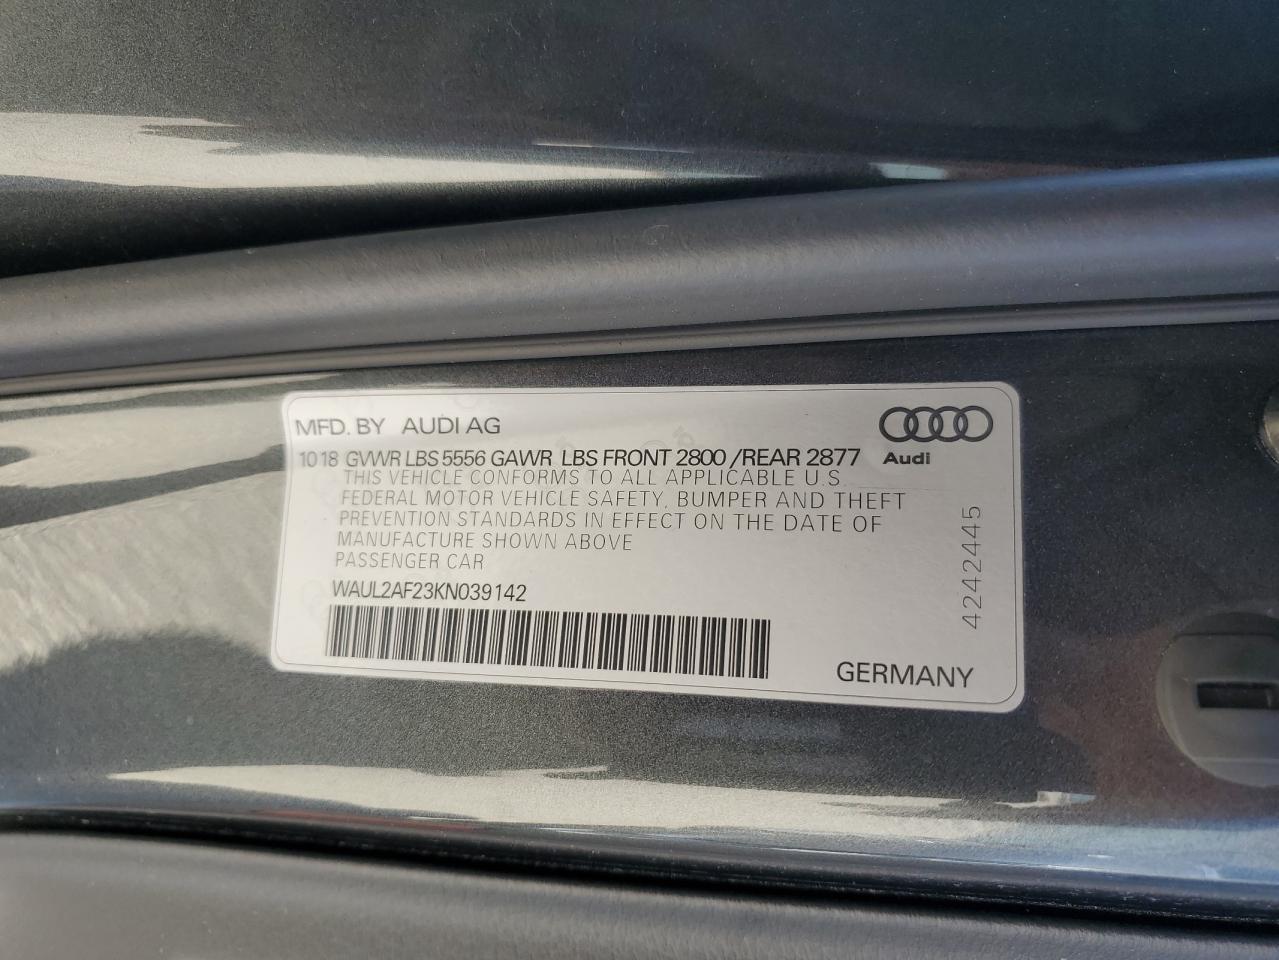 MFD. BY AUDI AG
10 18 GVWR LBS 5556 GAWR LBS FRONT 2800 /REAR 2877
Audi
THIS VEHICLE CONFORMS TO ALL APPLICABLE U.S.
FEDERAL MOTOR VEHICLE SAFETY, BUMPER AND THEFT
PREVENTION STANDARDS IN EFFECT ON THE DATE OF
MANUFACTURE SHOWN ABOVE
PASSENGER CAR
WAUL2AF23KN039142
4242445
GERMANY